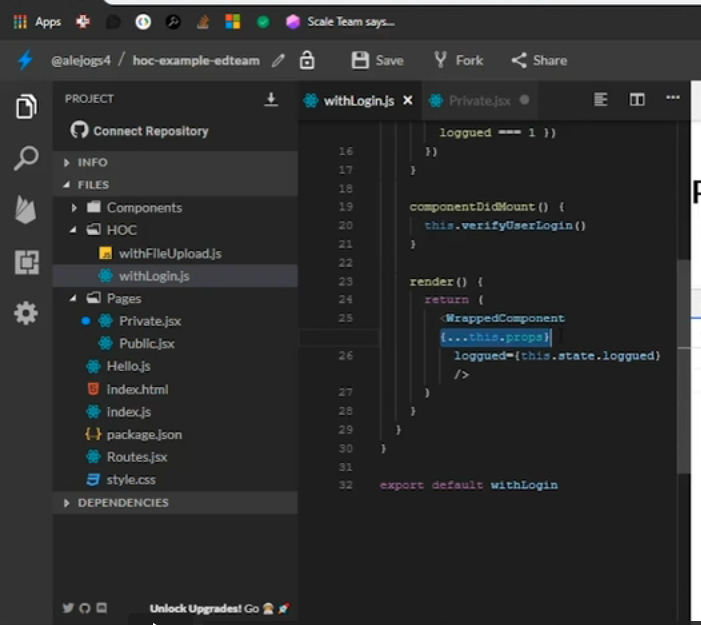 Apps
Scale Team says...
@alejogs4 / hoc-example-edteam
Save
Fork
Share
PROJECT
Connect Repository
INFO
FILES
Components
HOC
withFileUpload.js
withLogin.js
Pages
Private.jsx
Public.jsx
Hello.js
index.html
index.js
package.json
Routes.jsx
style.css
DEPENDENCIES
Unlock Upgrades! Go
withLogin.js
Private.jsx
loggued === 1 })
16 })
17 }
18
19 componentDidMount() {
20 this.verifyUserLogin()
21 }
22
23 render() {
24 return (
25 <WrappedComponent
{...this.props}
26 loggued={this.state.loggued}
/>
27 )
28 }
29 }
30 }
31
32 export default withLogin